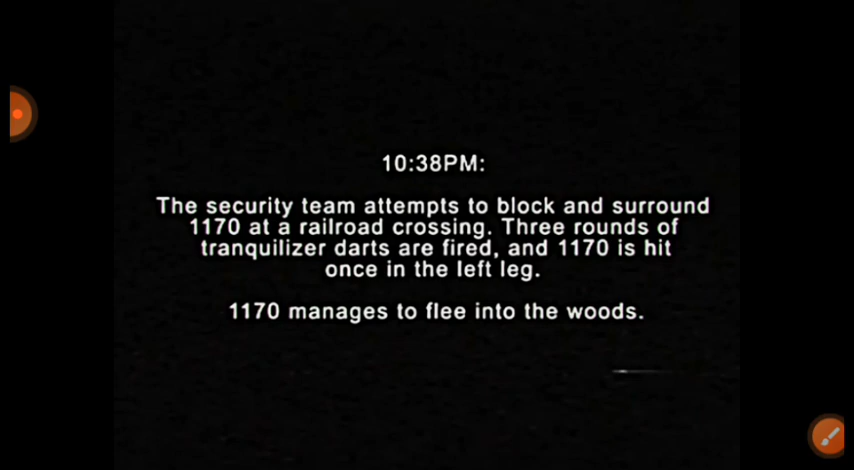 10:38PM:
The security team attempts to block and surround
1170 at a railroad crossing. Three rounds of
tranquilizer darts are fired, and 1170 is hit
once in the left leg.
1170 manages to flee into the woods.